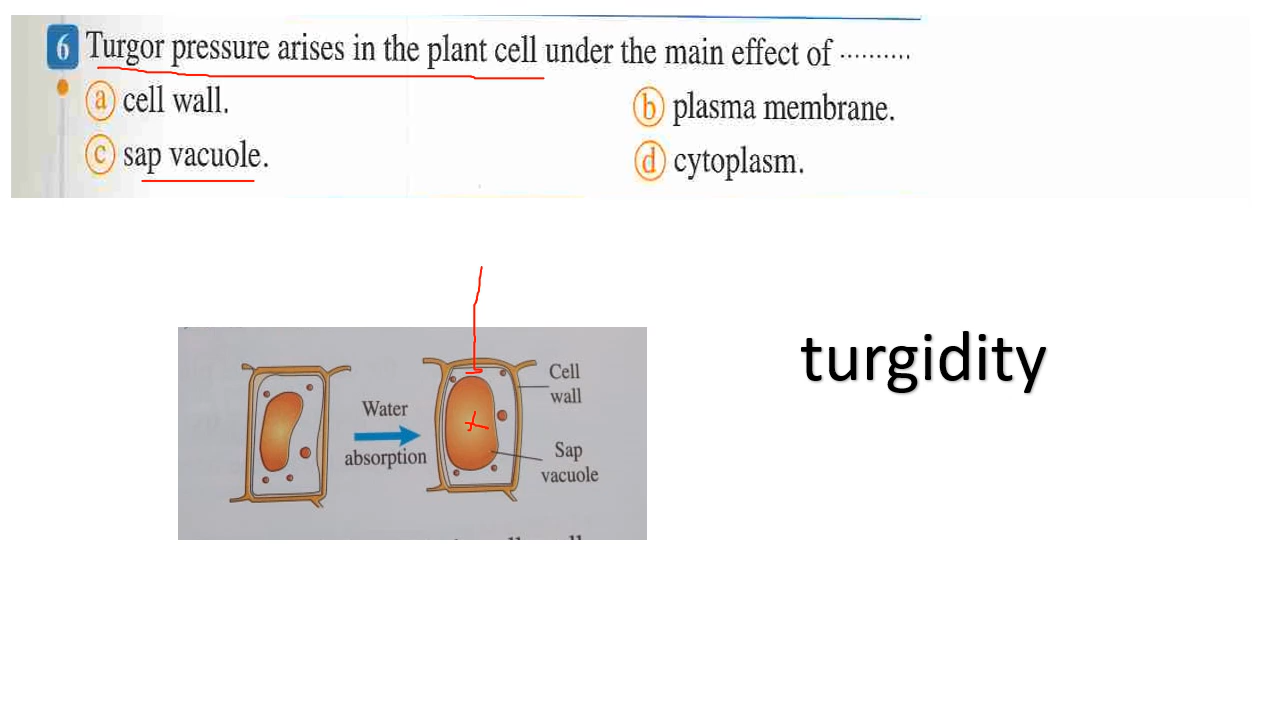 6 Turgor pressure arises in the plant cell under the main effect of ··········
a cell wall.
b plasma membrane.
c sap vacuole.
d cytoplasm.
Water
absorption
Cell
wall
Sap
vacuole
turgidity